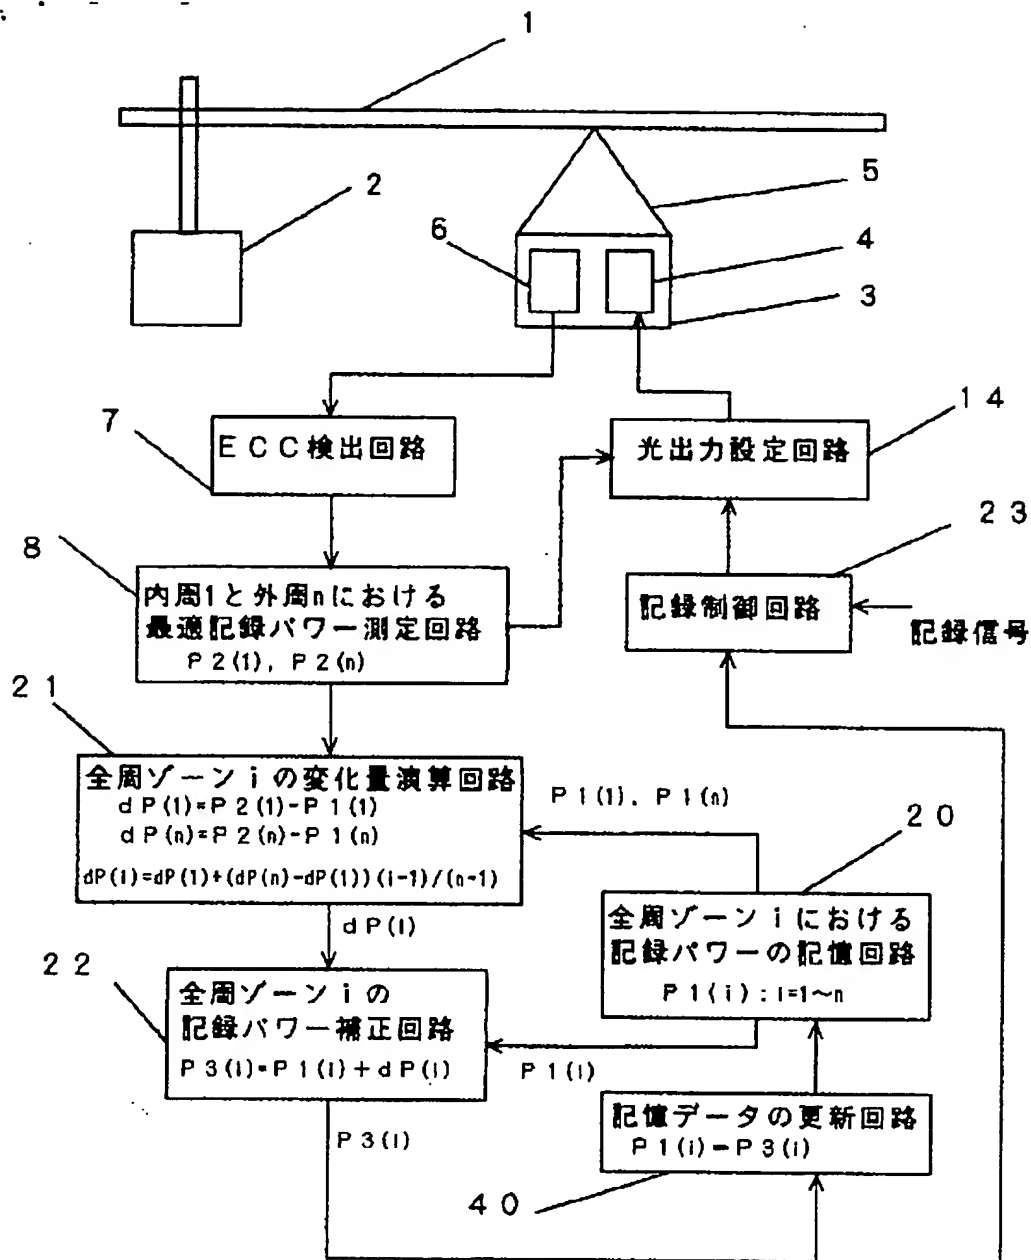 1
2
5
6
4
3
7
ECC検出回路
光出力設定回路
14
23
8
内周1と外周nにおける
最適記録パワー測定回路
P2(1), P2(n)
記録制御回路
記録信号
21
全周ゾーンiの変化量演算回路
dP(1)=P2(1)-P1(1)
dP(n)=P2(n)-P1(n)
dP(i)=dP(1)+(dP(n)-dP(1))(i-1)/(n-1)
P1(1), P1(n)
20
dP(i)
全周ゾーンiにおける
記録パワーの記憶回路
P1(i):i=1~n
22
全周ゾーンiの
記録パワー補正回路
P3(i)=P1(i)+dP(i)
P1(i)
記憶データの更新回路
P1(i)=P3(i)
P3(i)
40